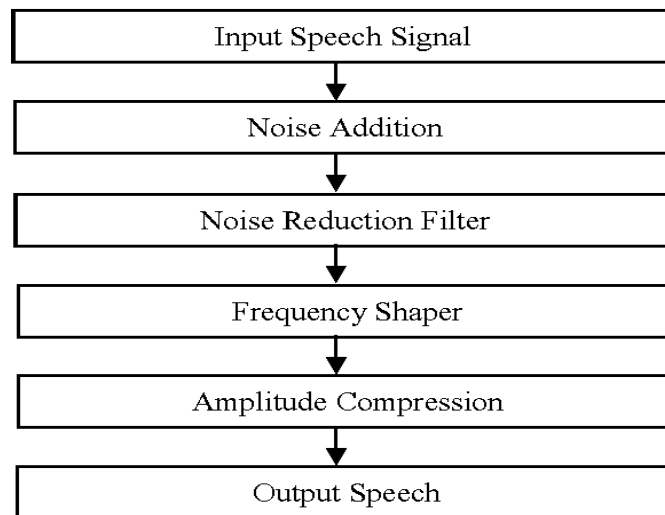 Input Speech Signal
Noise Addition
Noise Reduction Filter
Frequency Shaper
Amplitude Compression
Output Speech